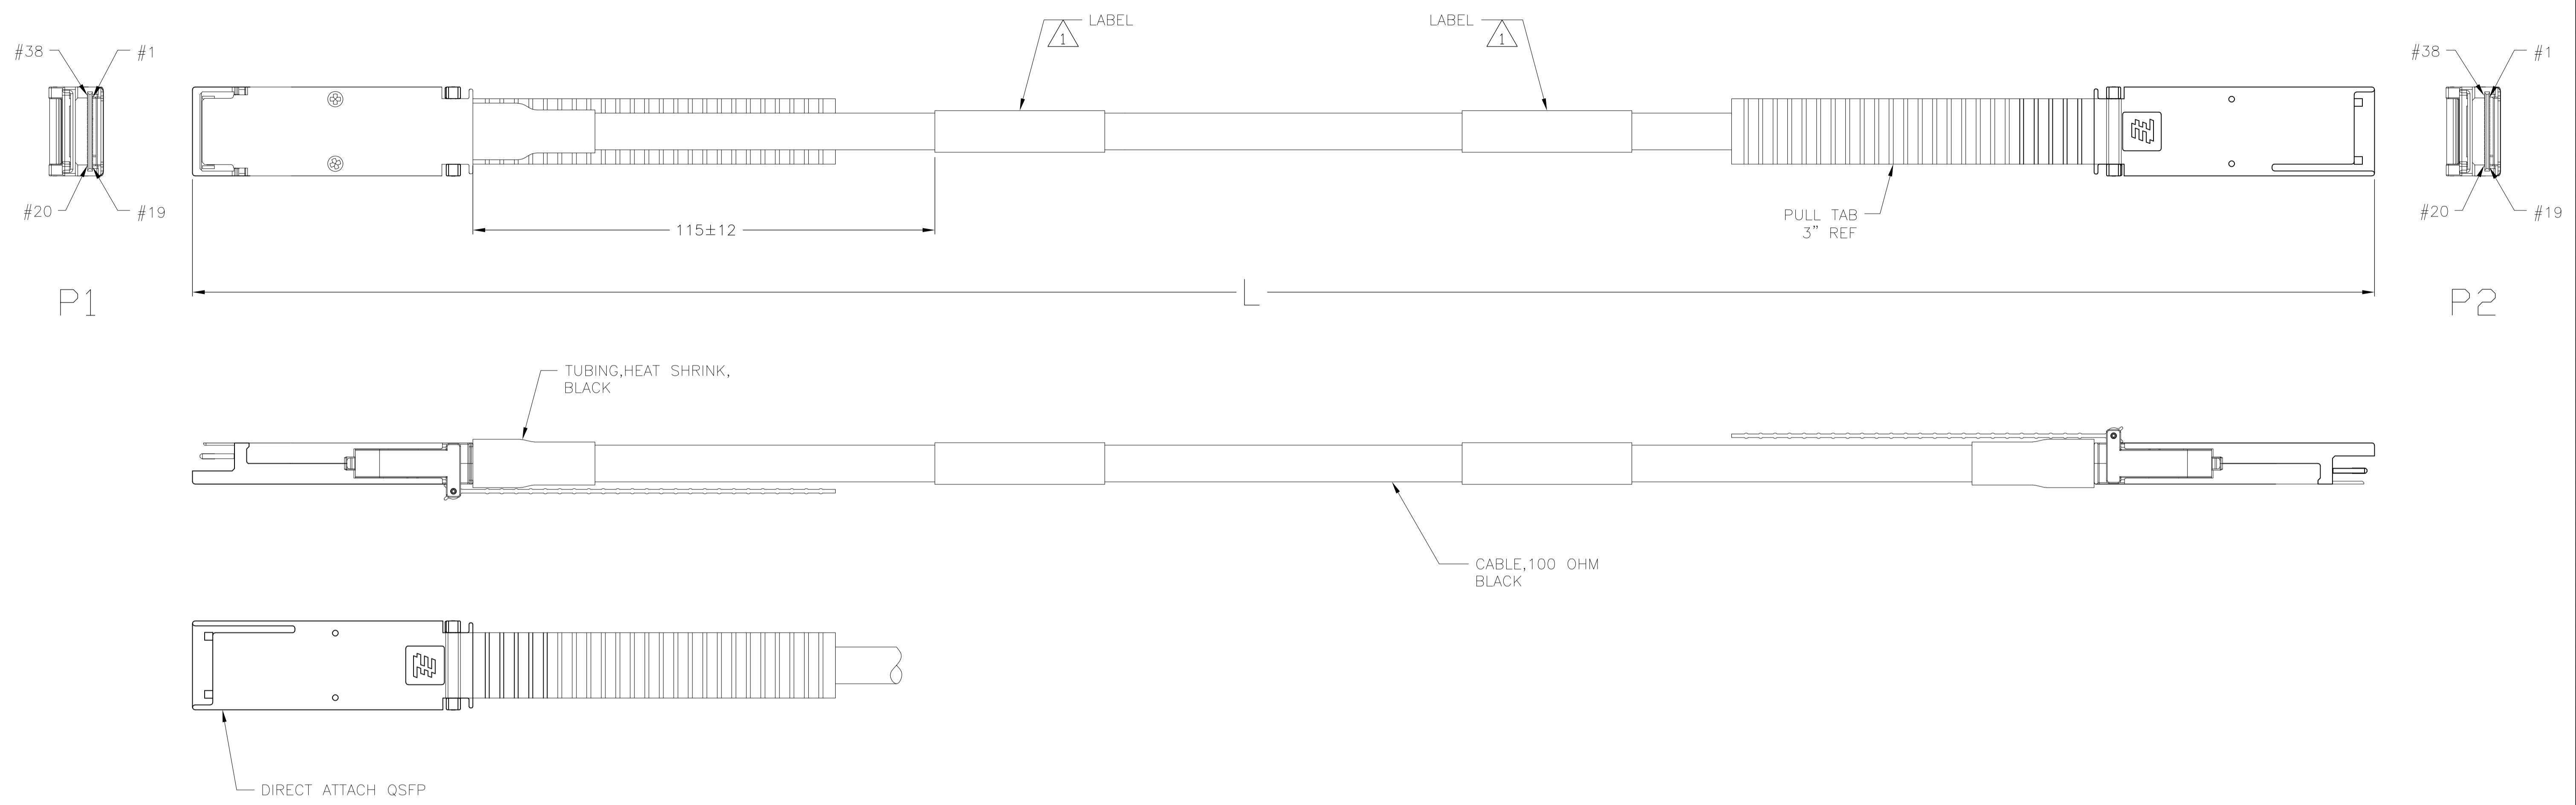 LABEL
1
LABEL
1
#38
#1
#38
#1
#20
#19
#20
#19
115±12
PULL TAB
3" REF
L
P1
P2
TUBING,HEAT SHRINK,
BLACK
CABLE,100 OHM
BLACK
DIRECT ATTACH QSFP